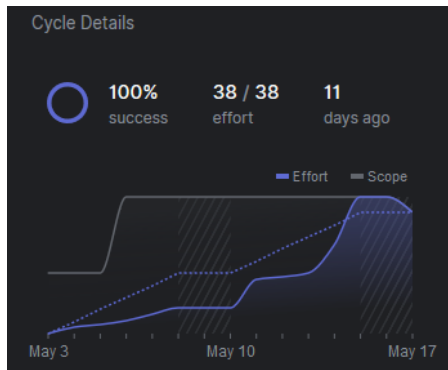 Cycle Details
100% 38 / 38 11
success effort days ago
Effort Scope
May 3 May 10 May 17